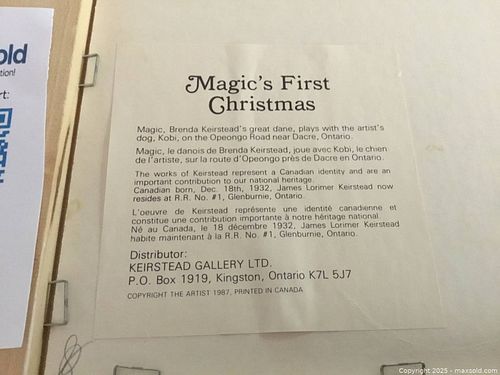 old
tion!
rt:
Magic's First
Christmas
Magic, Brenda Keirstead's great dane, plays with the artist's
dog, Kobi, on the Opeongo Road near Dacre, Ontario.
Magic, le danois de Brenda Keirstead, joue avec Kobi, le chien
de l'artiste, sur la route d'Opeongo près de Dacre en Ontario.
The works of Keirstead represent a Canadian identity and are an
important contribution to our national heritage.
Canadian born, Dec. 18th, 1932, James Lorimer Keirstead now
resides at R.R. No. #1, Glenburnie, Ontario.
L'oeuvre de Keirstead représente une identité canadienne et
constitue une contribution importante à notre héritage national.
Né au Canada, le 18 décembre 1932, James Lorimer Keirstead
habite maintenant à la R.R. No. #1, Glenburnie, Ontario.
Distributor:
KEIRSTEAD GALLERY LTD.
P.O. Box 1919, Kingston, Ontario K7L 5J7
COPYRIGHT THE ARTIST 1987, PRINTED IN CANADA
Copyright © 2025 - maxsold.com